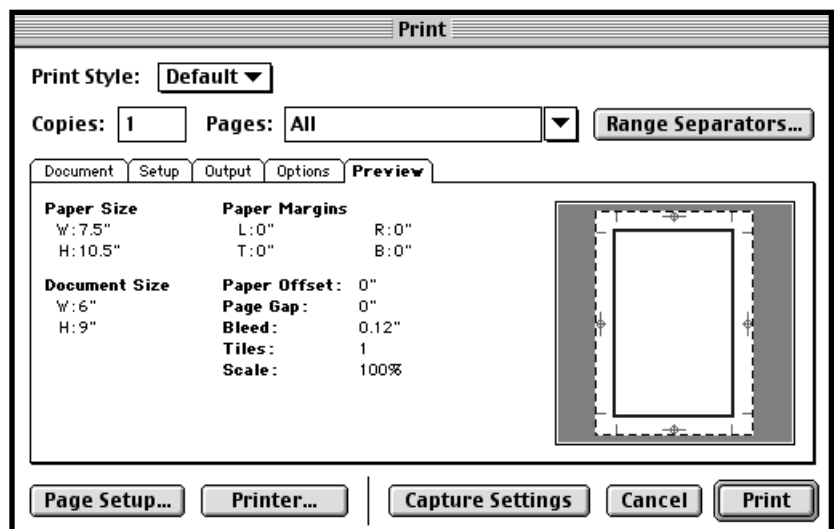 Print
Print Style: Default
Copies: 1 Pages: All Range Separators...
Document Setup Output Options Preview
Paper Size Paper Margins
W:7.5" L:0" R:0"
H:10.5" T:0" B:0"
Document Size Paper Offset: 0"
W:6" Page Gap: 0"
H:9" Bleed: 0.12"
Tiles: 1
Scale: 100%
Page Setup... Printer... Capture Settings Cancel Print